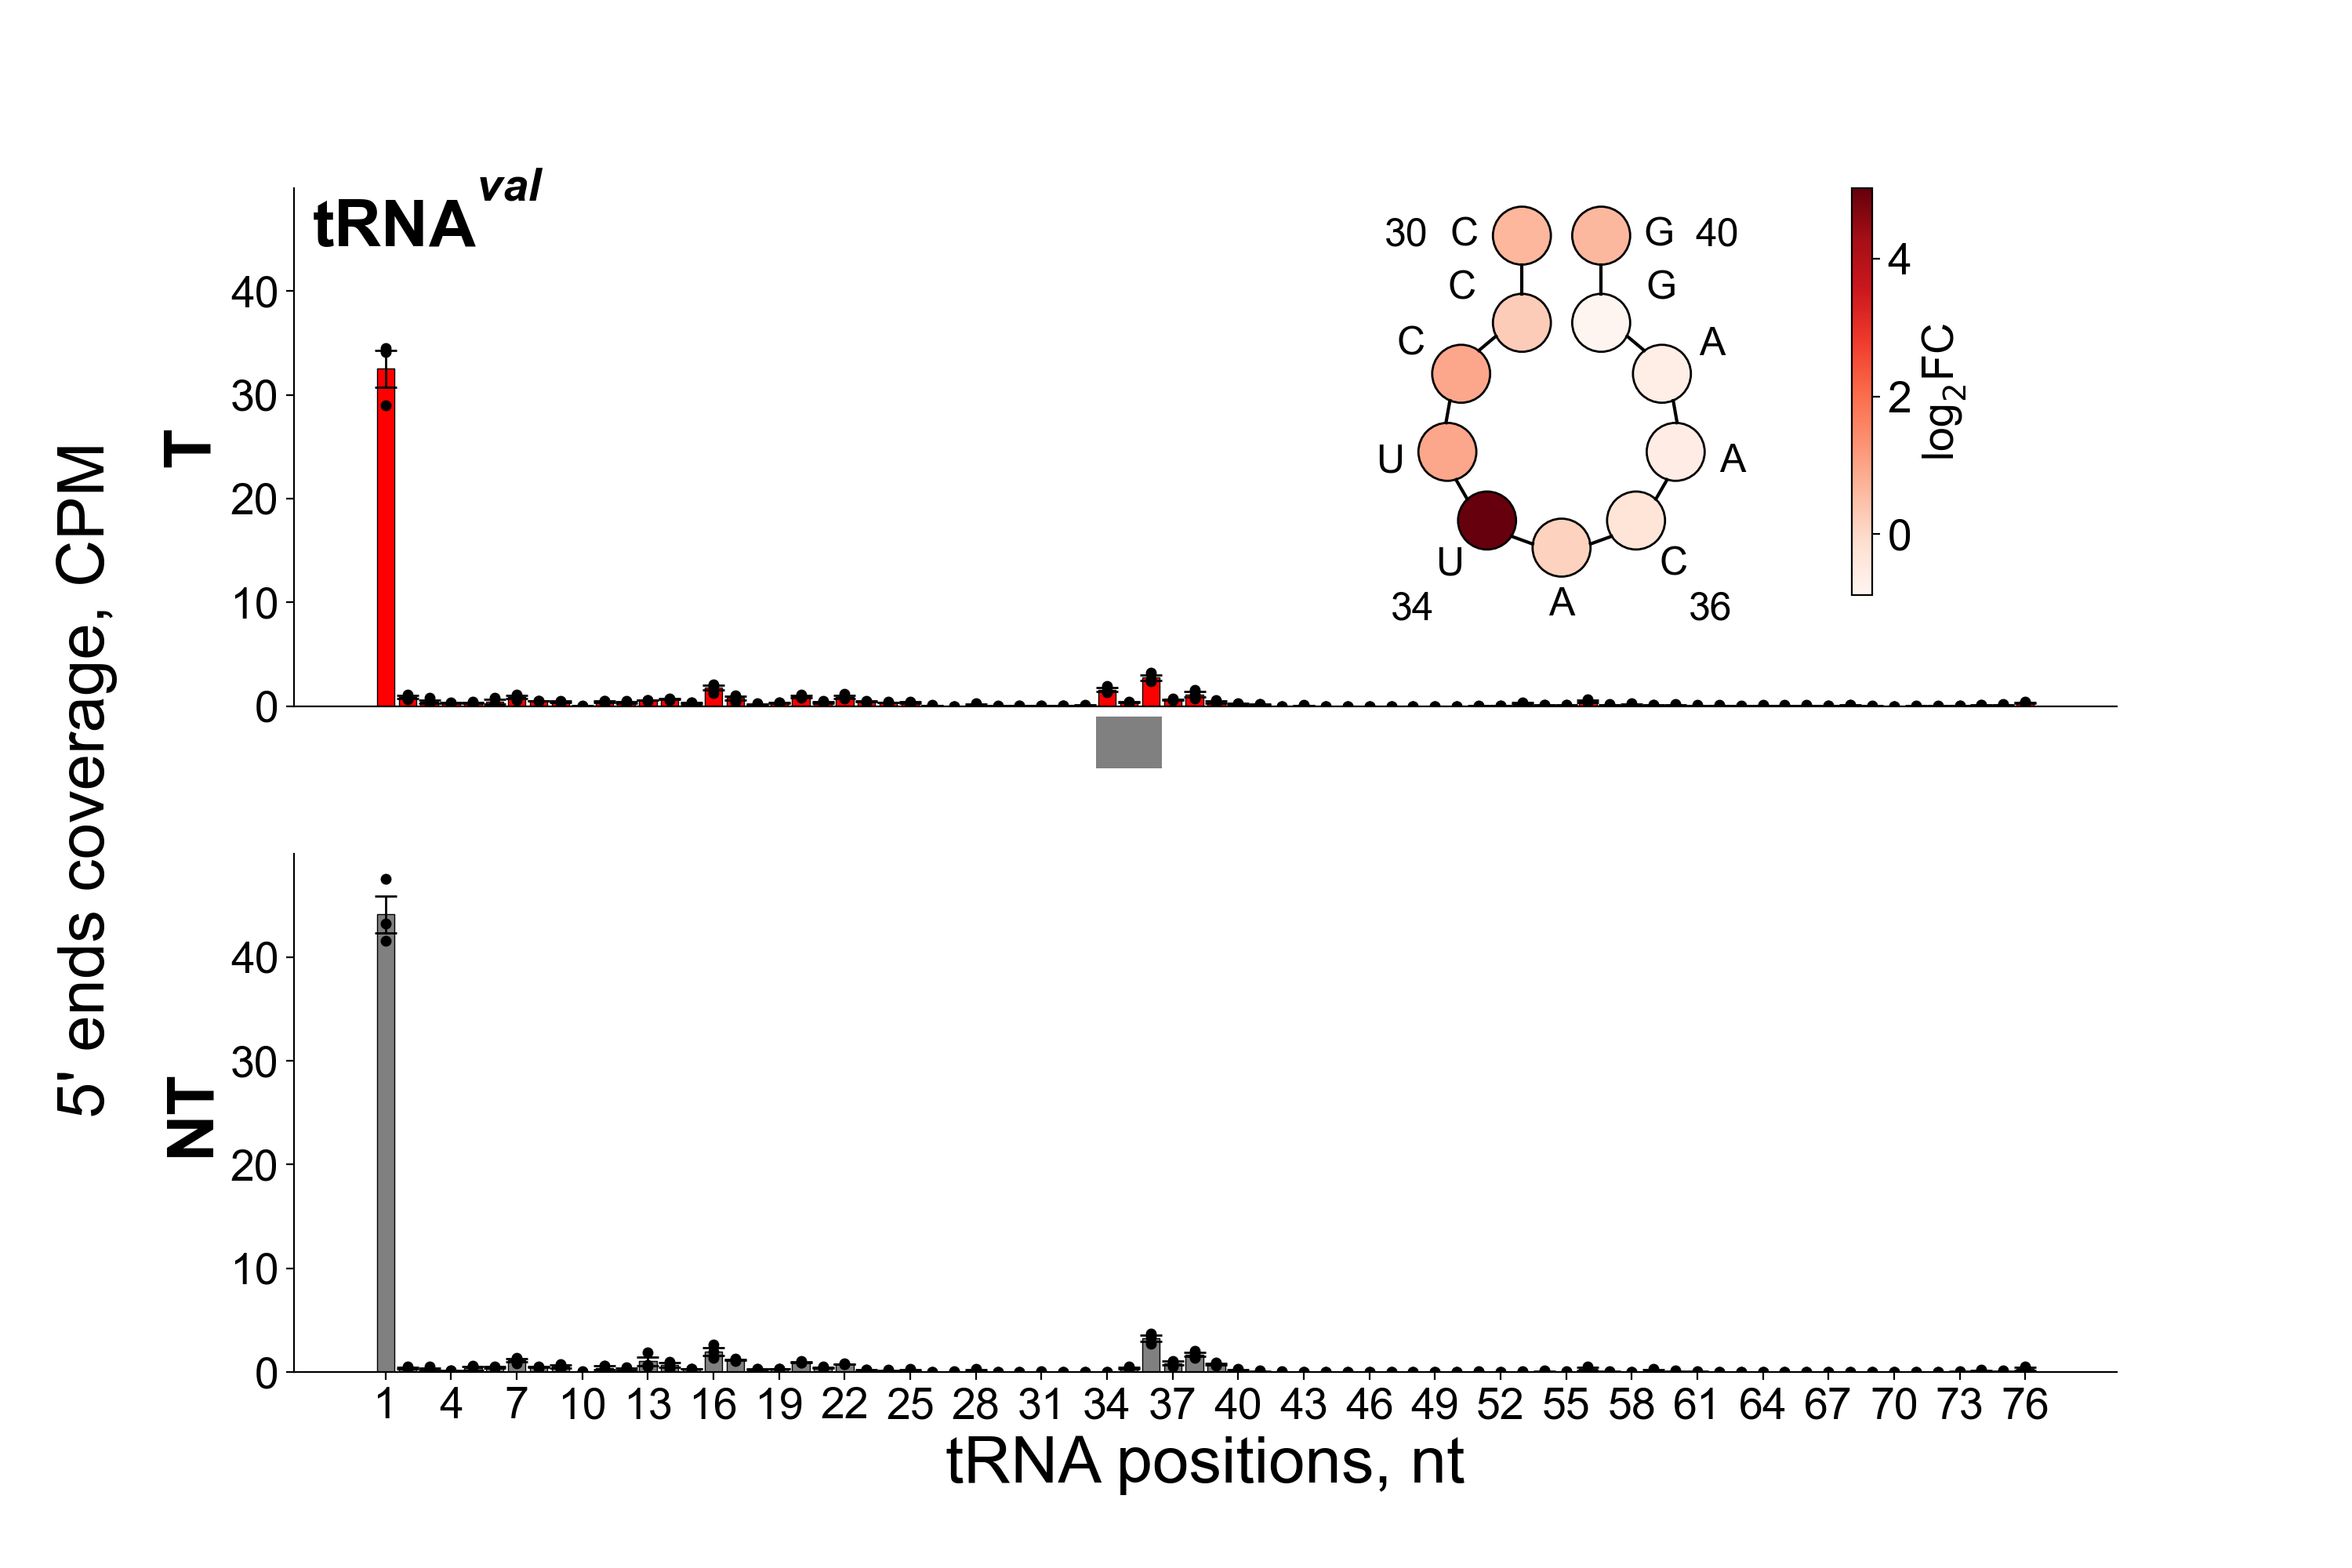 tRNAval
5' ends coverage, CPM
T
40
30
20
10
0
30 C G 40
C G
C A
U A
U C
34 A 36
4
2
0
log2FC
NT
40
30
20
10
0
1 4 7 10 13 16 19 22 25 28 31 34 37 40 43 46 49 52 55 58 61 64 67 70 73 76
tRNA positions, nt